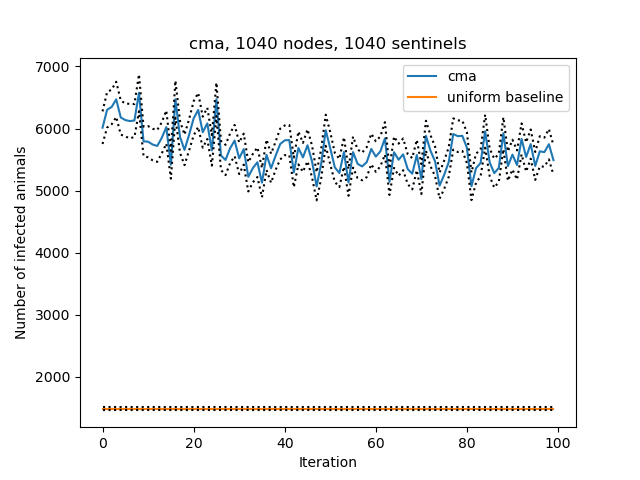 cma, 1040 nodes, 1040 sentinels
cma
uniform baseline
Number of infected animals
7000
6000
5000
4000
3000
2000
0 20 40 60 80 100
Iteration